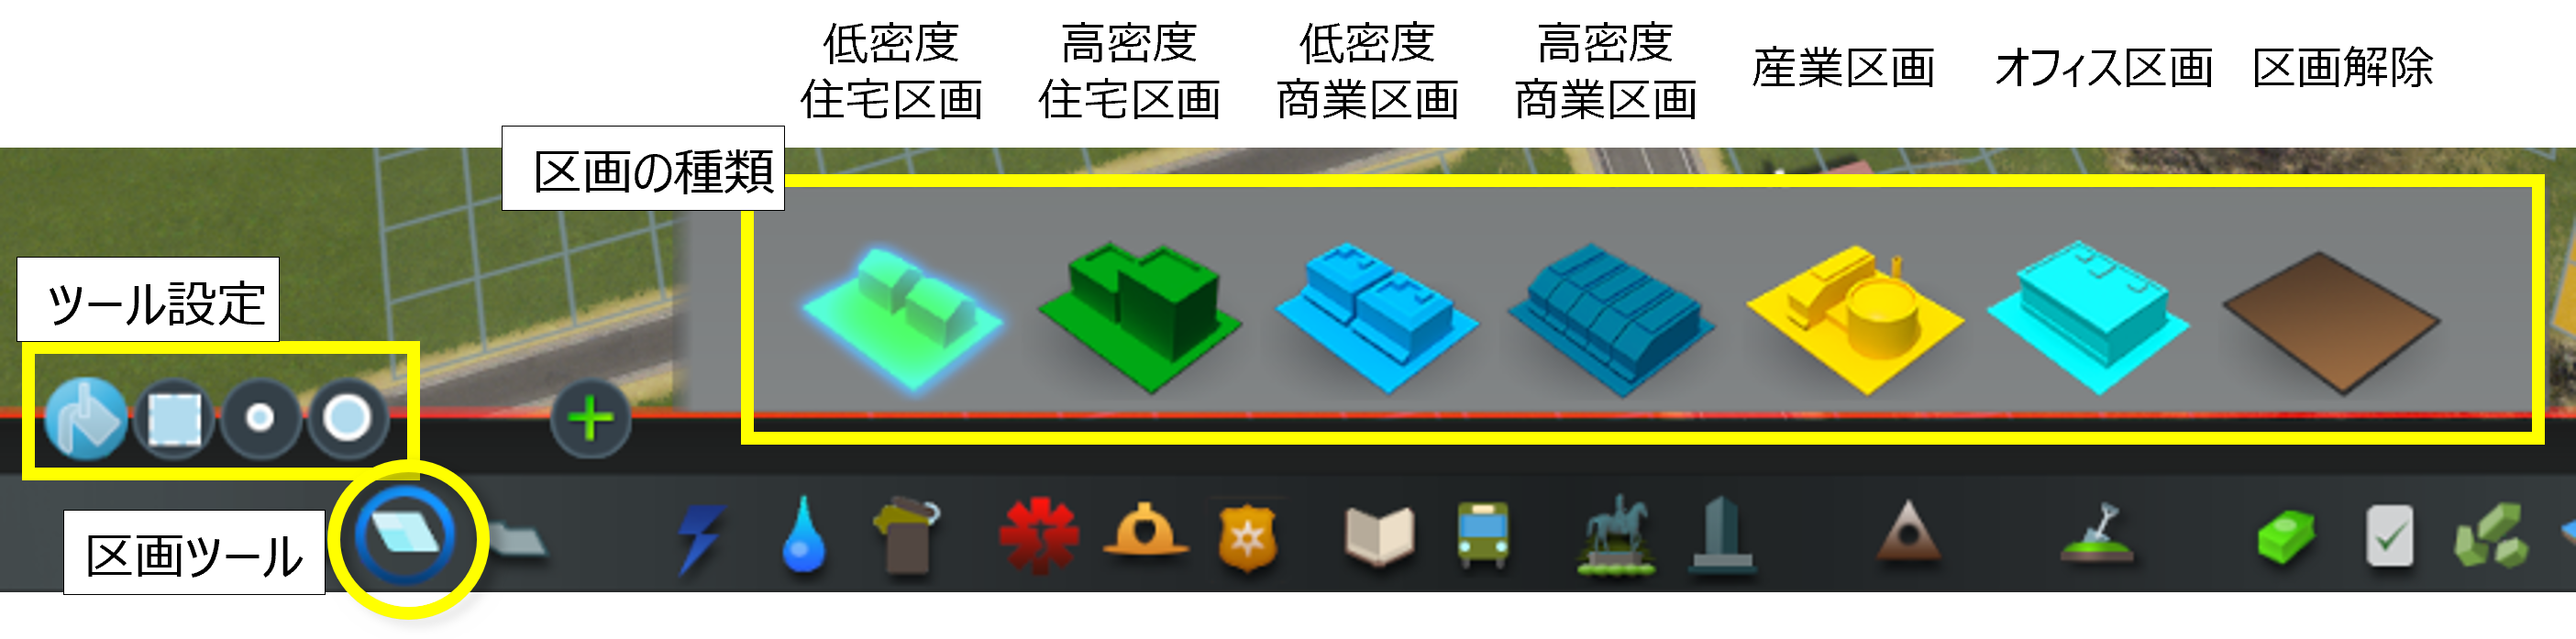 低密度
住宅区画
高密度
住宅区画
低密度
商業区画
高密度
商業区画
産業区画
オフィス区画
区画解除
区画の種類
ツール設定
区画ツール